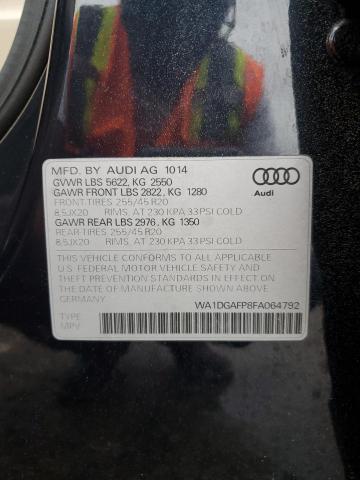 MFD. BY AUDI AG 1014
GVWR LBS 5622, KG 2550
GAWR FRONT LBS 2822, KG 1280
FRONT-TIRES 255/45 R20
8,5JX20 RIMS, AT 230 KPA 33 PSI COLD
GAWR REAR LBS 2976, KG 1350
REAR-TIRES 255/45 R20
8,5JX20 RIMS, AT 230 KPA 33 PSI COLD
Audi
THIS VEHICLE CONFORMS TO ALL APPLICABLE
U.S. FEDERAL MOTOR VEHICLE SAFETY AND
THEFT PREVENTION STANDARDS IN EFFECT ON
THE DATE OF MANUFACTURE SHOWN ABOVE.
GERMANY
WA1DGAFP8FA064792
TYPE
MPV